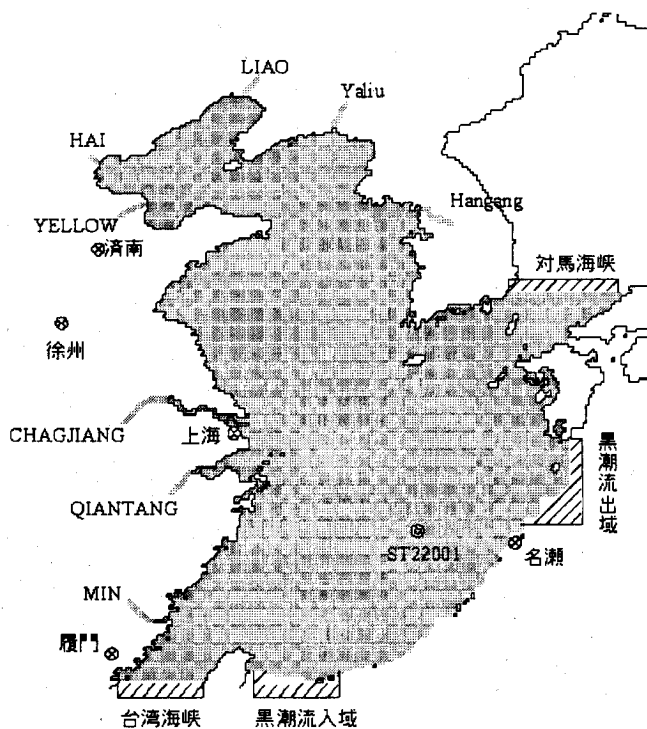 LIAO
Yaliu
HAI
Hangang
YELLOW
済南
対馬海峡
徐州
CHAGJIANG
上海
黒潮流出域
QIANTANG
ST22001
名瀬
MIN
厦門
台湾海峡
黒潮流入域